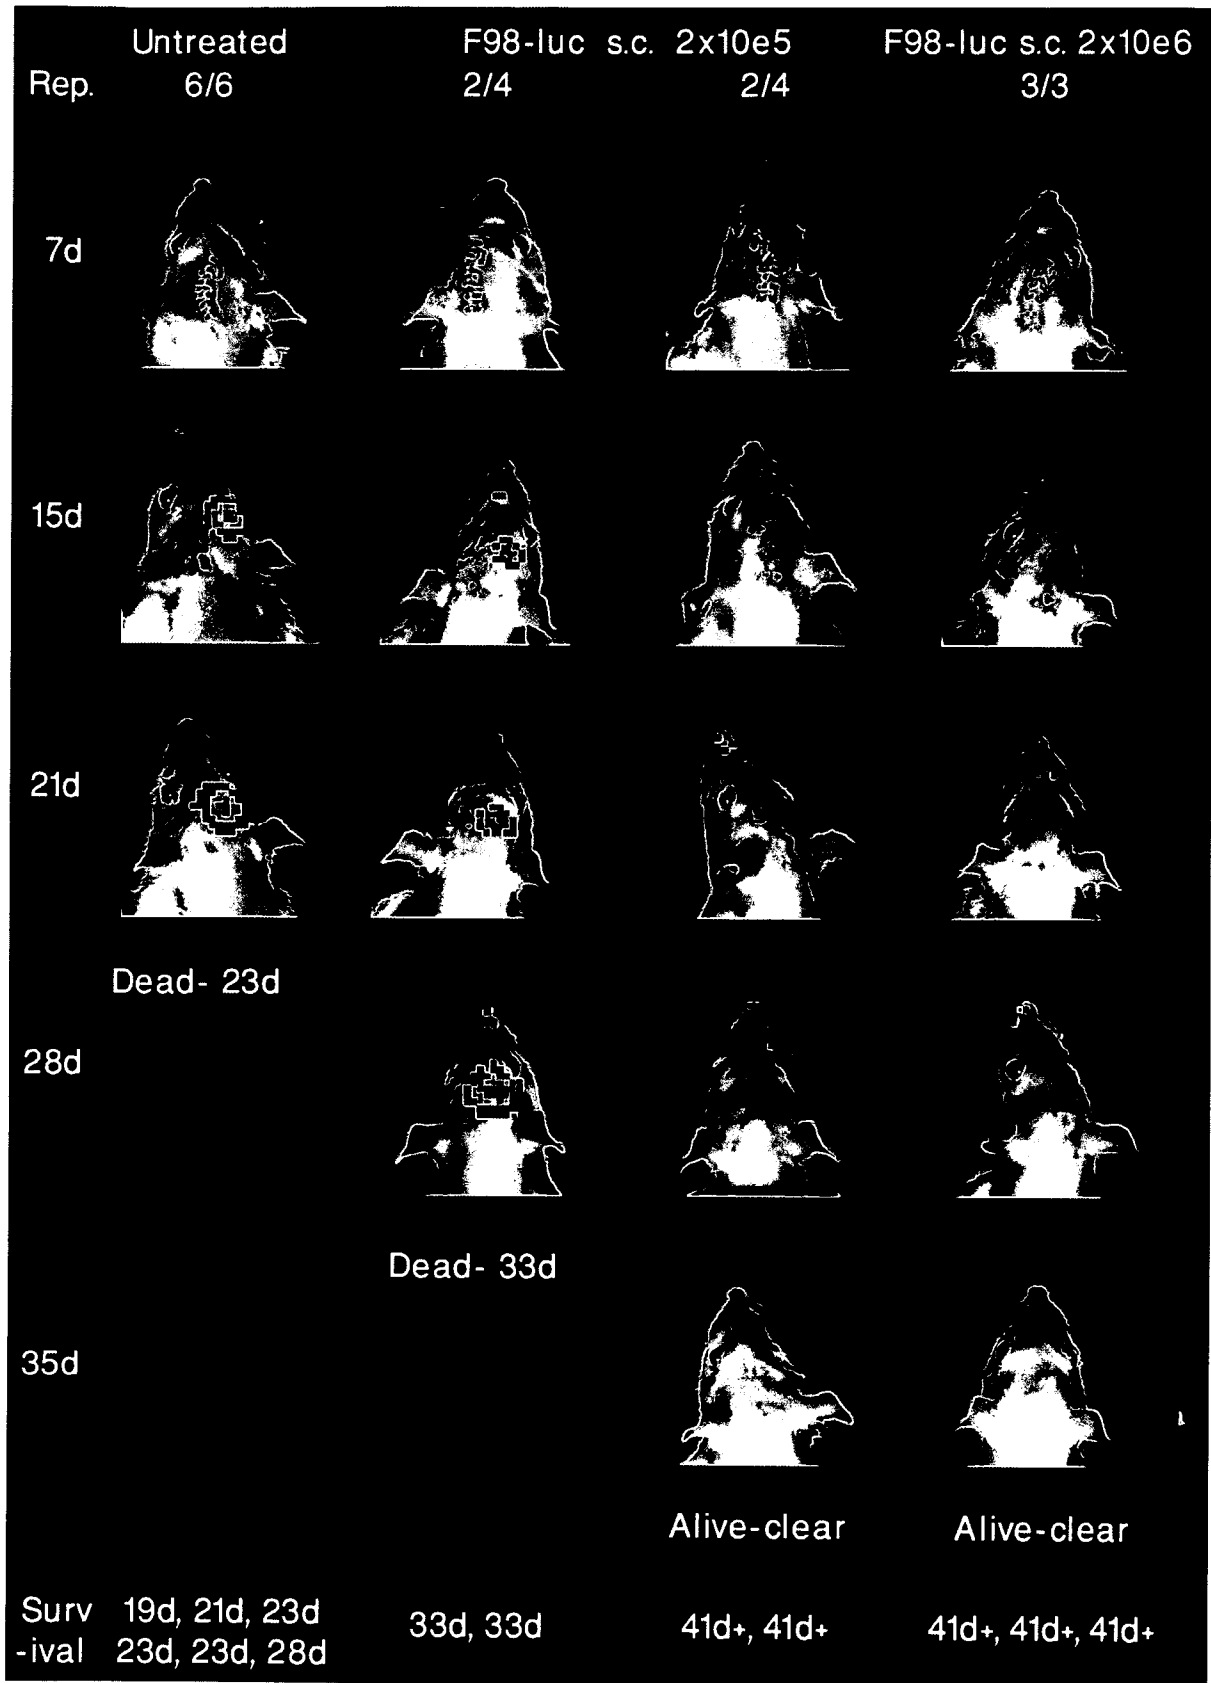 Untreated F98-luc s.c. 2x10e5 F98-luc s.c. 2x10e6
Rep. 6/6 2/4 2/4 3/3
7d
15d
21d
Dead- 23d
28d
Dead- 33d
35d
Alive-clear Alive-clear
Surv 19d, 21d, 23d
33d, 33d 41d+, 41d+ 41d+, 41d+, 41d+
-ival 23d, 23d, 28d